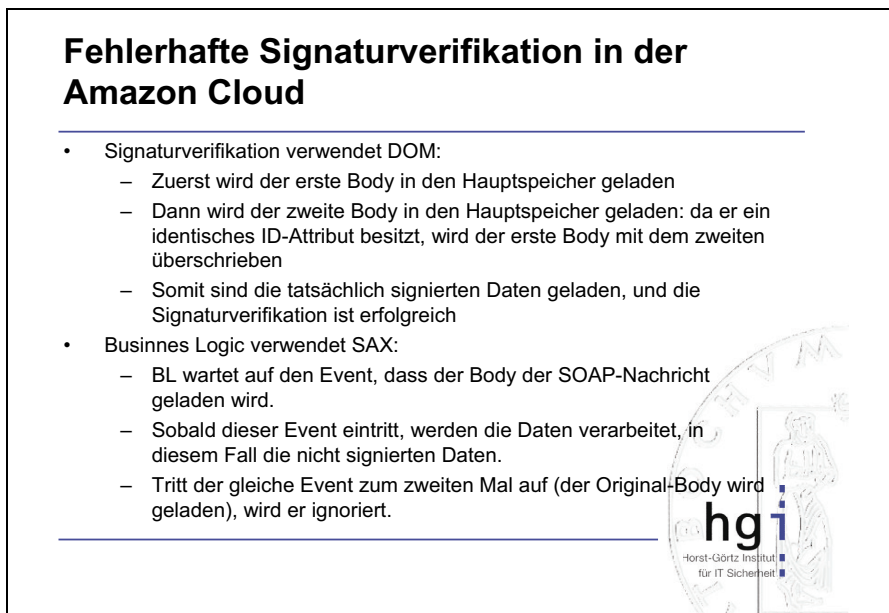 Fehlerhafte Signaturverifikation in der
Amazon Cloud
• Signaturverifikation verwendet DOM:
– Zuerst wird der erste Body in den Hauptspeicher geladen
– Dann wird der zweite Body in den Hauptspeicher geladen: da er ein
identisches ID-Attribut besitzt, wird der erste Body mit dem zweiten
überschrieben
– Somit sind die tatsächlich signierten Daten geladen, und die
Signaturverifikation ist erfolgreich
• Businnes Logic verwendet SAX:
– BL wartet auf den Event, dass der Body der SOAP-Nachricht
geladen wird.
– Sobald dieser Event eintritt, werden die Daten verarbeitet, in
diesem Fall die nicht signierten Daten.
– Tritt der gleiche Event zum zweiten Mal auf (der Original-Body wird
geladen), wird er ignoriert.
hgi
Horst-Görtz Institut
für IT Sicherheit